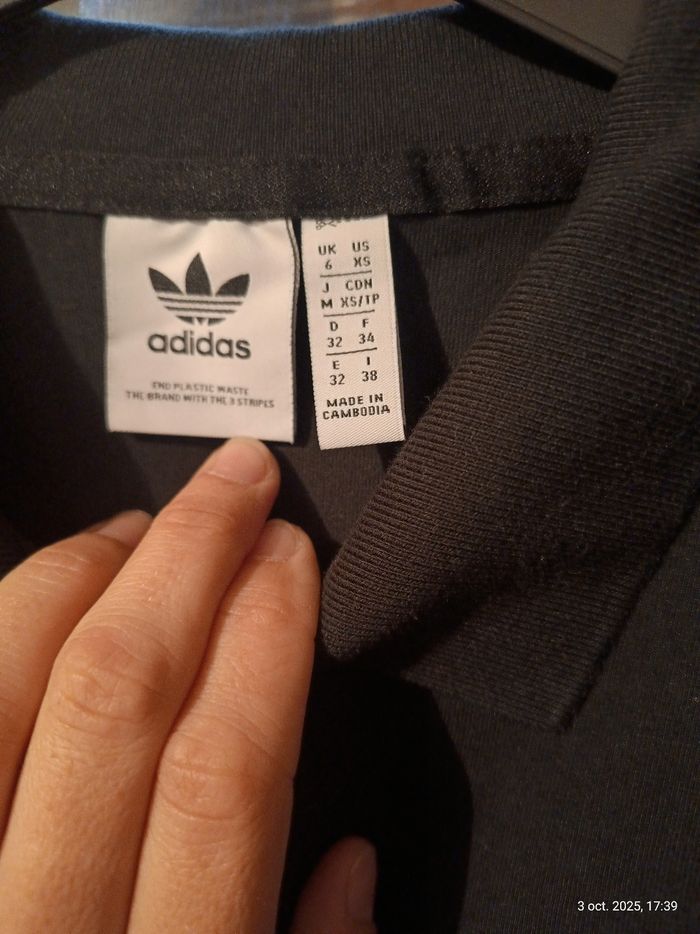 adidas
END PLASTIC WASTE
THE BRAND WITH THE 3 STRIPES
UK US
6 XS
J CDN
M XS/TP
D F
32 34
E I
32 38
MADE IN
CAMBODIA
3 oct. 2025, 17:39